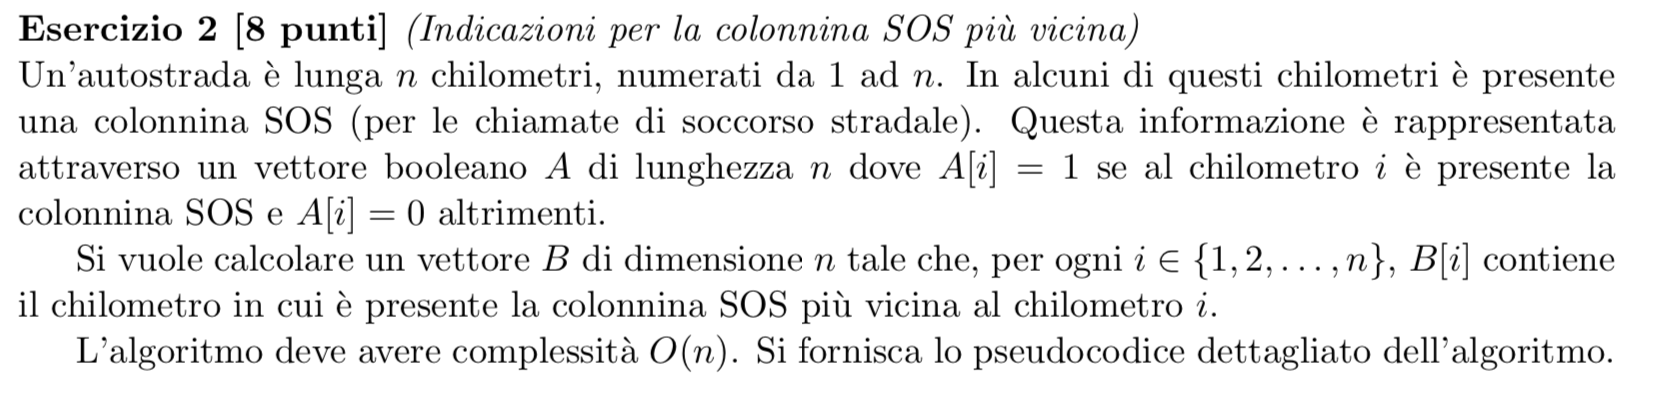 Esercizio 2 [8 punti] (Indicazioni per la colonnina SOS più vicina)
Un'autostrada è lunga n chilometri, numerati da 1 ad n. In alcuni di questi chilometri è presente
una colonnina SOS (per le chiamate di soccorso stradale). Questa informazione è rappresentata
attraverso un vettore booleano A di lunghezza n dove A[i] = 1 se al chilometro i è presente la
colonnina SOS e A[i] = 0 altrimenti.
Si vuole calcolare un vettore B di dimensione n tale che, per ogni i ∈ {1, 2, . . . , n}, B[i] contiene
il chilometro in cui è presente la colonnina SOS più vicina al chilometro i.
L'algoritmo deve avere complessità O(n). Si fornisca lo pseudocodice dettagliato dell'algoritmo.